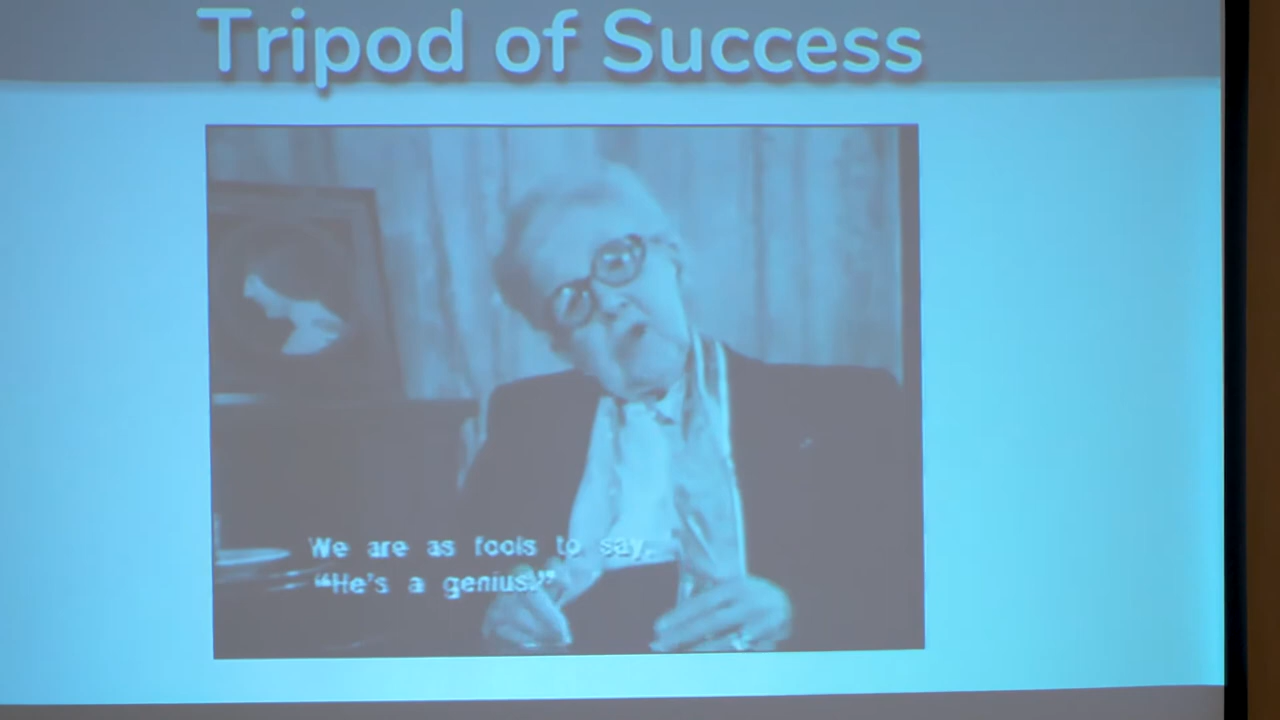 Tripod of Success
We are as fools to say,
“He's a genius.”